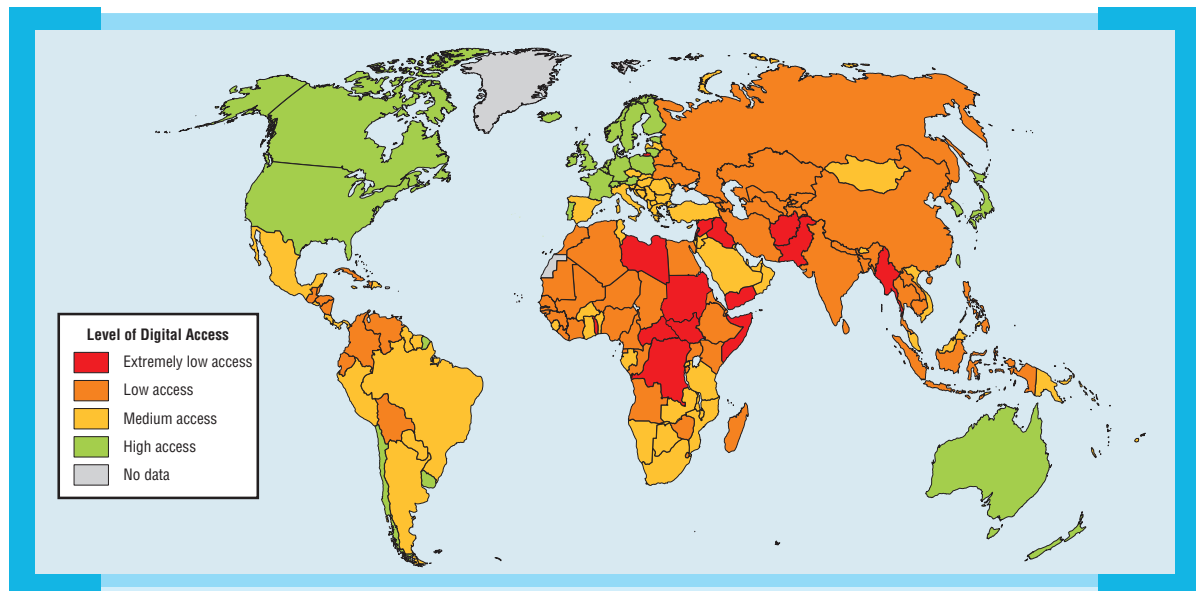 Level of Digital Access
Extremely low access
Low access
Medium access
High access
No data